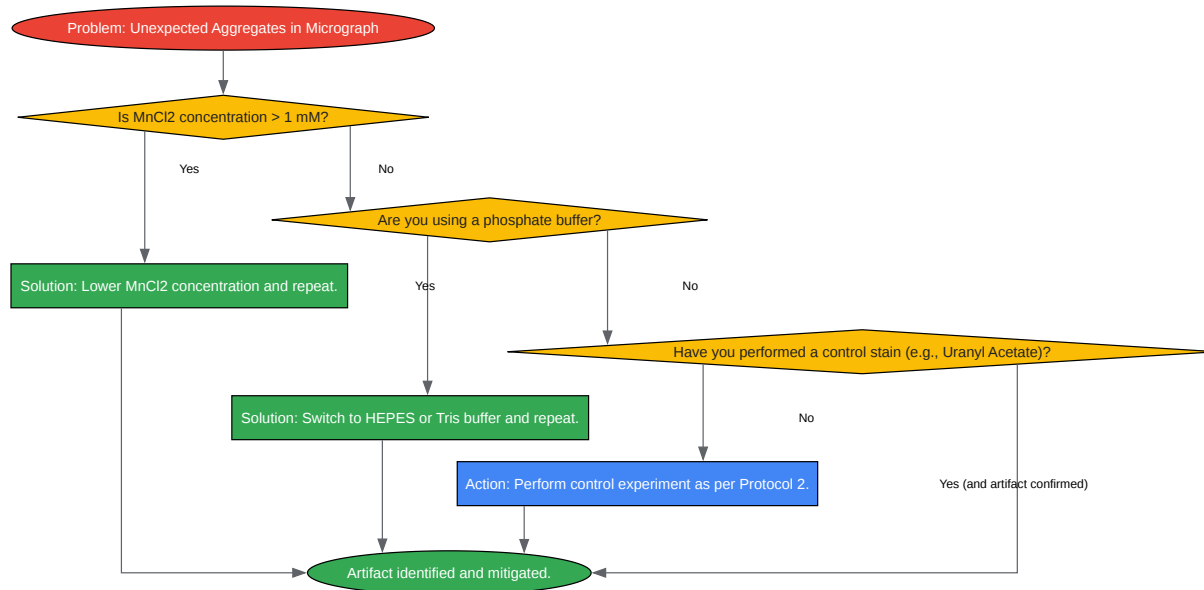 Problem: Unexpected Aggregates in Micrograph
Is MnCl2 concentration > 1 mM?
Yes
No
Are you using a phosphate buffer?
Solution: Lower MnCl2 concentration and repeat.
Yes
No
Have you performed a control stain (e.g., Uranyl Acetate)?
Solution: Switch to HEPES or Tris buffer and repeat.
No
Action: Perform control experiment as per Protocol 2.
Yes (and artifact confirmed)
Artifact identified and mitigated.